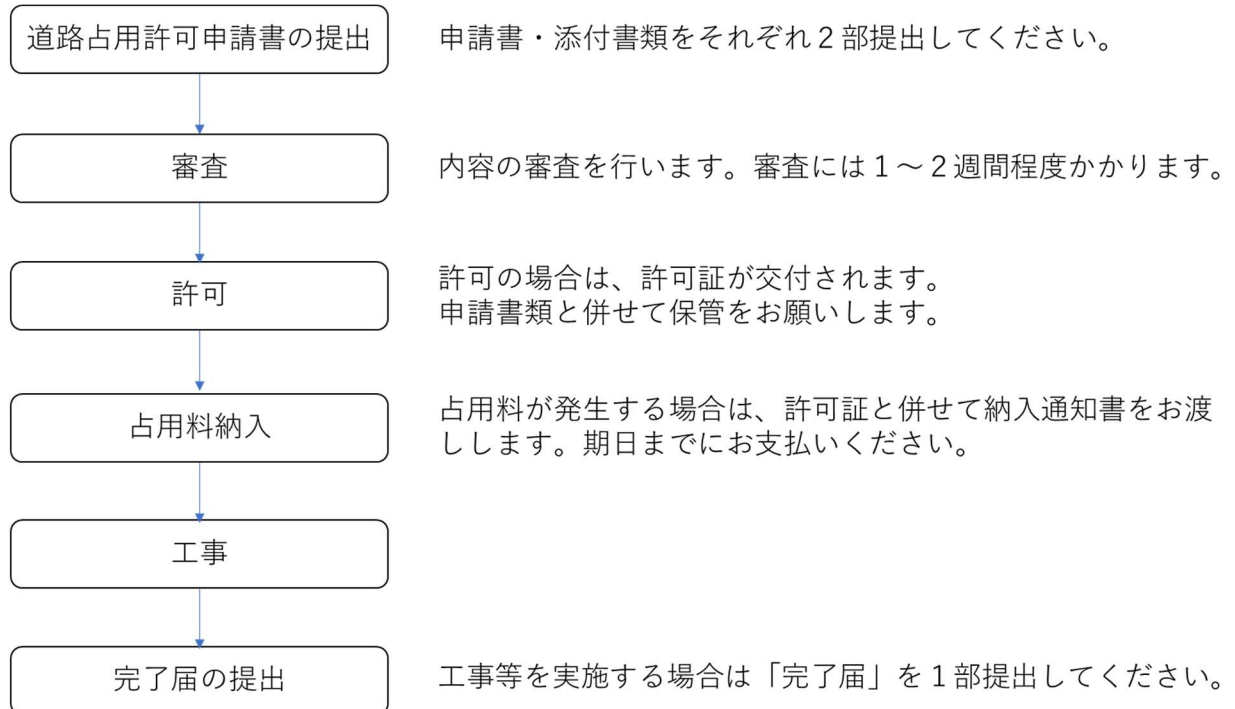 道路占用許可申請書の提出
申請書・添付書類をそれぞれ２部提出してください。
審査
内容の審査を行います。審査には１～２週間程度かかります。
許可
許可の場合は、許可証が交付されます。
申請書類と併せて保管をお願いします。
占用料納入
占用料が発生する場合は、許可証と併せて納入通知書をお渡
しします。期日までにお支払いください。
工事
完了届の提出
工事等を実施する場合は「完了届」を１部提出してください。